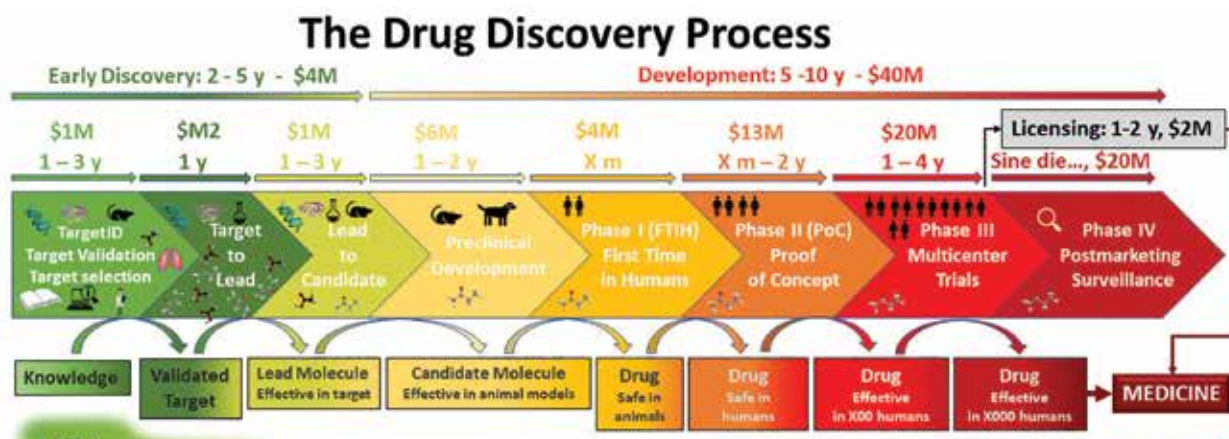 The Drug Discovery Process
Early Discovery: 2 - 5 y - $4M
Development: 5 -10 y - $40M
$1M
1 – 3 y
$M2
1 y
$1M
1 – 3 y
$6M
1 – 2 y
$4M
X m
$13M
X m – 2 y
$20M
1 – 4 y
Licensing: 1-2 y, $2M
Sine die..., $20M
TargetID
Target Validation
Target selection
Target
to
Lead
Lead
to
Candidate
Preclinical
Development
Phase I (FTIH)
First Time
in Humans
Phase II (PoC)
Proof
of Concept
Phase III
Multicenter
Trials
Phase IV
Postmarketing
Surveillance
Knowledge
Validated
Target
Lead Molecule
Effective in target
Candidate Molecule
Effective in animal models
Drug
Safe in
animals
Drug
Safe in
humans
Drug
Effective
in X00 humans
Drug
Effective
in X000 humans
MEDICINE